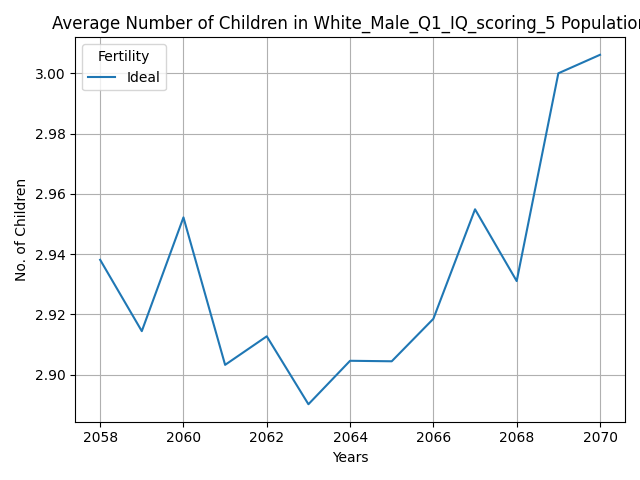 Average Number of Children in White_Male_Q1_IQ_scoring_5 Population
Fertility
Ideal
3.00
2.98
2.96
2.94
2.92
2.90
No. of Children
2058 2060 2062 2064 2066 2068 2070
Years